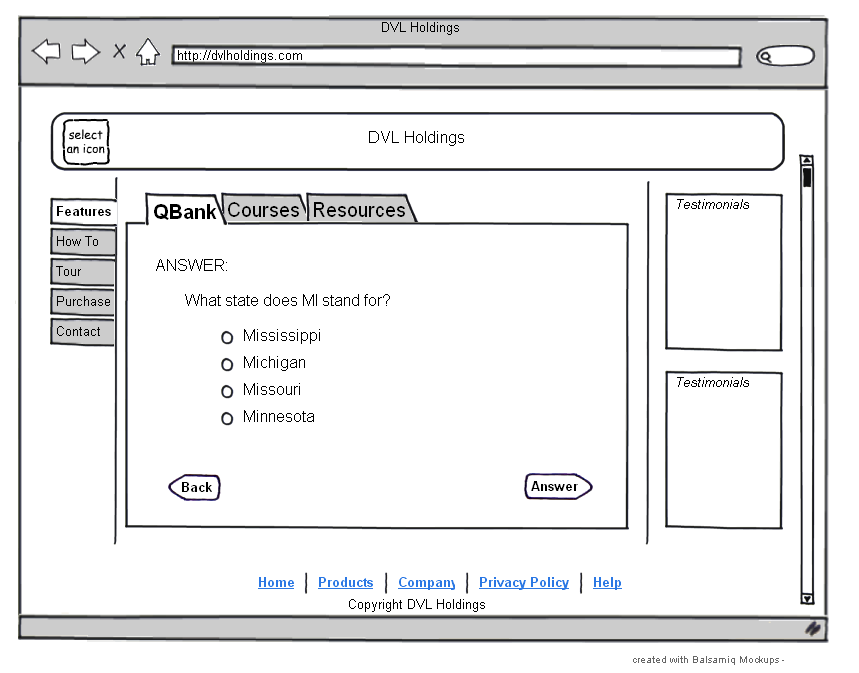 DVL Holdings
http://dvlholdings.com
select
an icon
DVL Holdings
Features
How To
Tour
Purchase
Contact
QBank Courses Resources
ANSWER:
What state does MI stand for?
Mississippi
Michigan
Missouri
Minnesota
Back
Answer
Testimonials
Testimonials
Home Products Company Privacy Policy Help
Copyright DVL Holdings
created with Balsamiq Mockups -